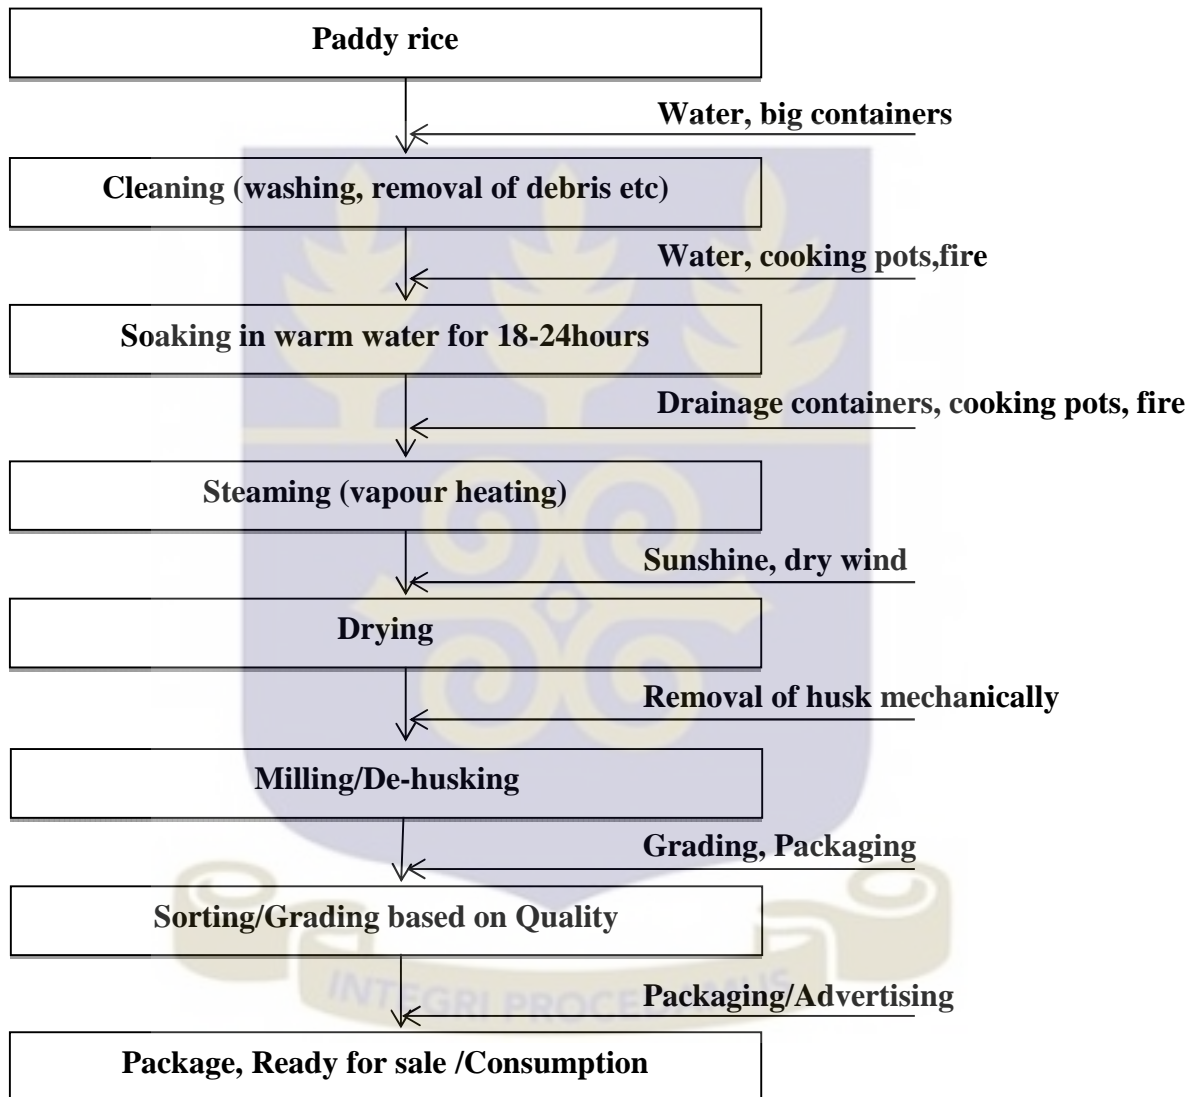 Paddy rice
Water, big containers
Cleaning (washing, removal of debris etc)
Water, cooking pots,fire
Soaking in warm water for 18-24hours
Drainage containers, cooking pots, fire
Steaming (vapour heating)
Sunshine, dry wind
Drying
Removal of husk mechanically
Milling/De-husking
Grading, Packaging
Sorting/Grading based on Quality
INTEGRI PROCEDAMUS
Packaging/Advertising
Package, Ready for sale /Consumption